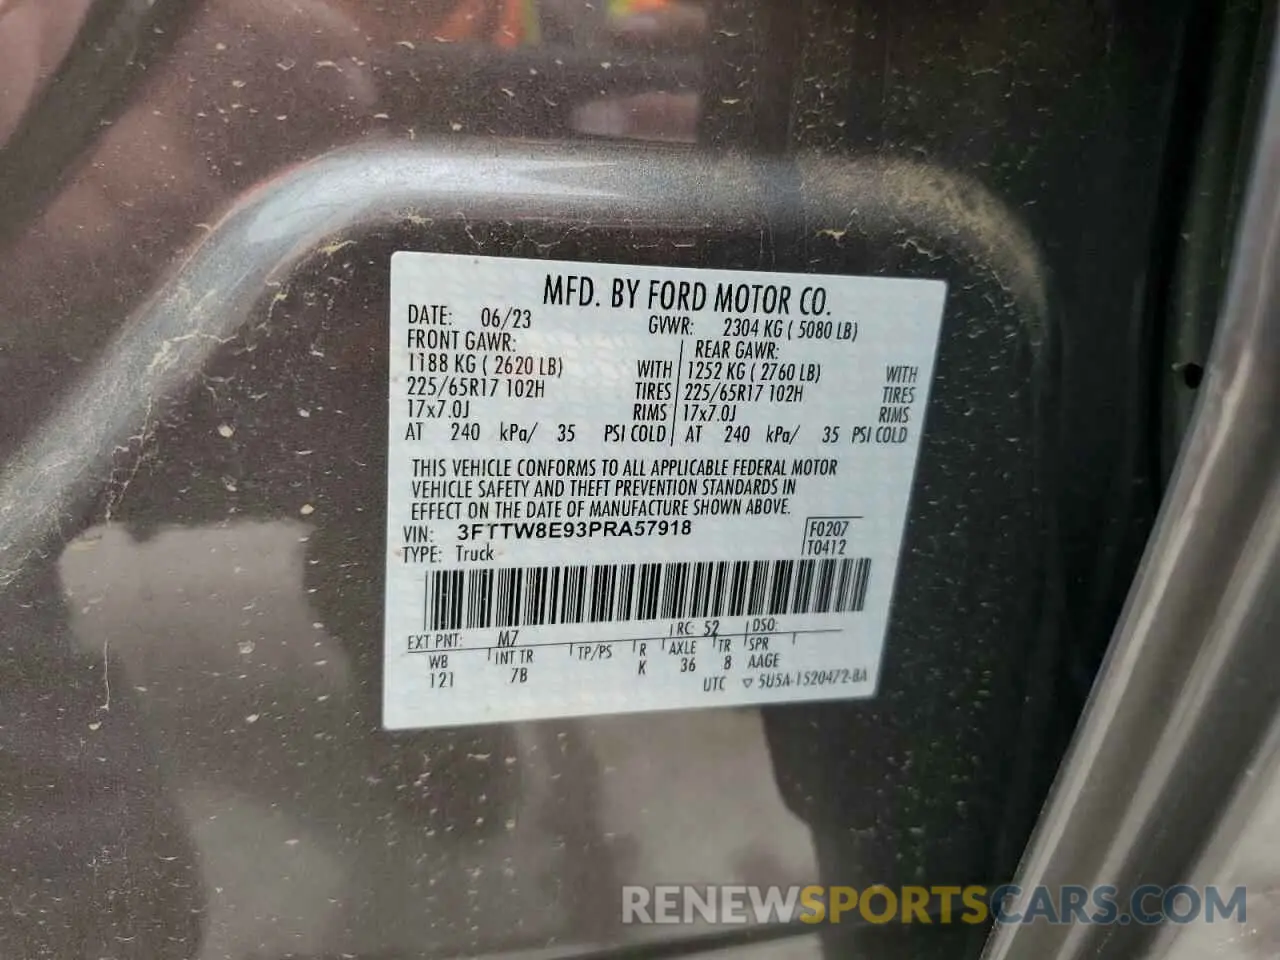 MFD. BY FORD MOTOR CO.
DATE: 06/23 GVWR: 2304 KG ( 5080 LB)
FRONT GAWR: REAR GAWR:
1188 KG ( 2620 LB) WITH 1252 KG ( 2760 LB) WITH
225/65R17 102H TIRES 225/65R17 102H TIRES
17x7.0J RIMS 17x7.0J RIMS
AT 240 kPa/ 35 PSI COLD AT 240 kPa/ 35 PSI COLD
THIS VEHICLE CONFORMS TO ALL APPLICABLE FEDERAL MOTOR
VEHICLE SAFETY AND THEFT PREVENTION STANDARDS IN
EFFECT ON THE DATE OF MANUFACTURE SHOWN ABOVE.
VIN: 3FTTW8E93PRA57918 F0207
TYPE: Truck T0412
EXT PNT: M7 RC: 52 DSO:
WB INT TR TP/PS R AXLE TR SPR
121 7B K 36 8 AAGE
UTC ▽ 5U5A-1520472-BA
RENEWSPORTSCARS.COM